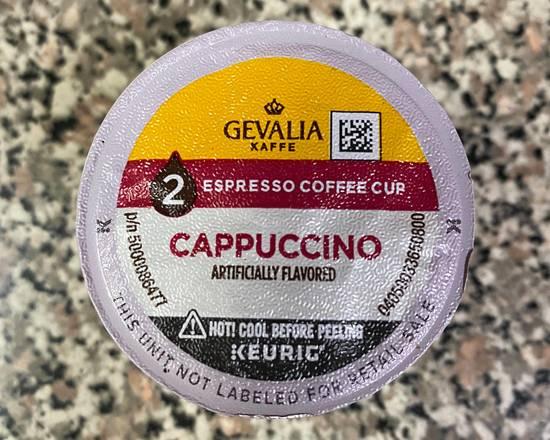 GEVALIA
KAFFE
2 ESPRESSO COFFEE CUP
CAPPUCCINO
ARTIFICIALLY FLAVORED
p/n 5000086477
⚠ HOT! COOL BEFORE PEELING
KEURIG
THIS UNIT NOT LABELED FOR RETAIL SALE